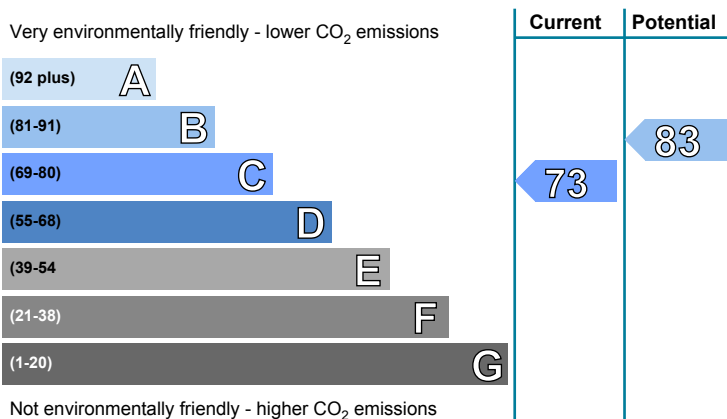 Current Potential
Very environmentally friendly - lower CO2 emissions
(92 plus) A
(81-91) B
83
(69-80) C
73
(55-68) D
(39-54 E
(21-38) F
(1-20) G
Not environmentally friendly - higher CO2 emissions